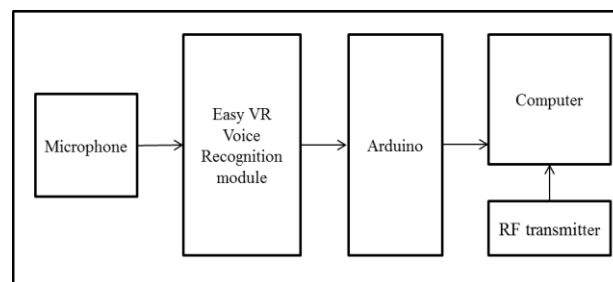 Microphone
Easy VR
Voice
Recognition
module
Arduino
Computer
RF transmitter